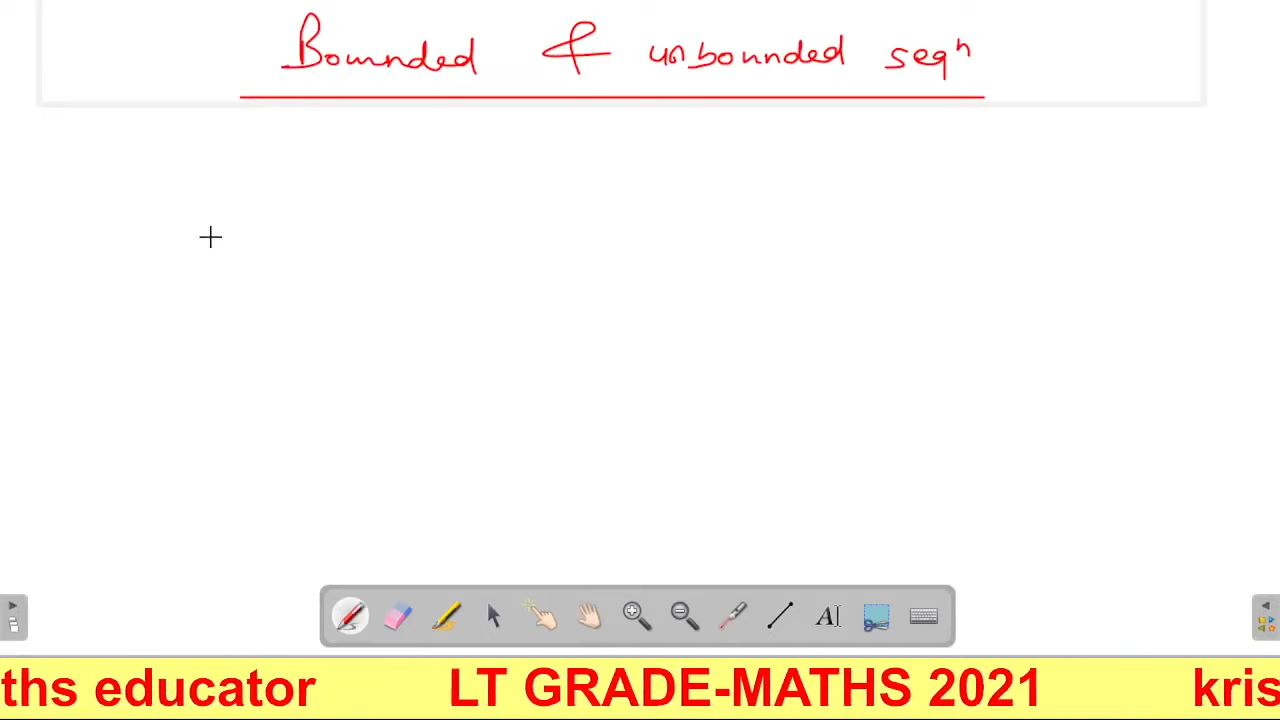 Bounded & unbounded seqⁿ
ths educator LT GRADE-MATHS 2021 kris